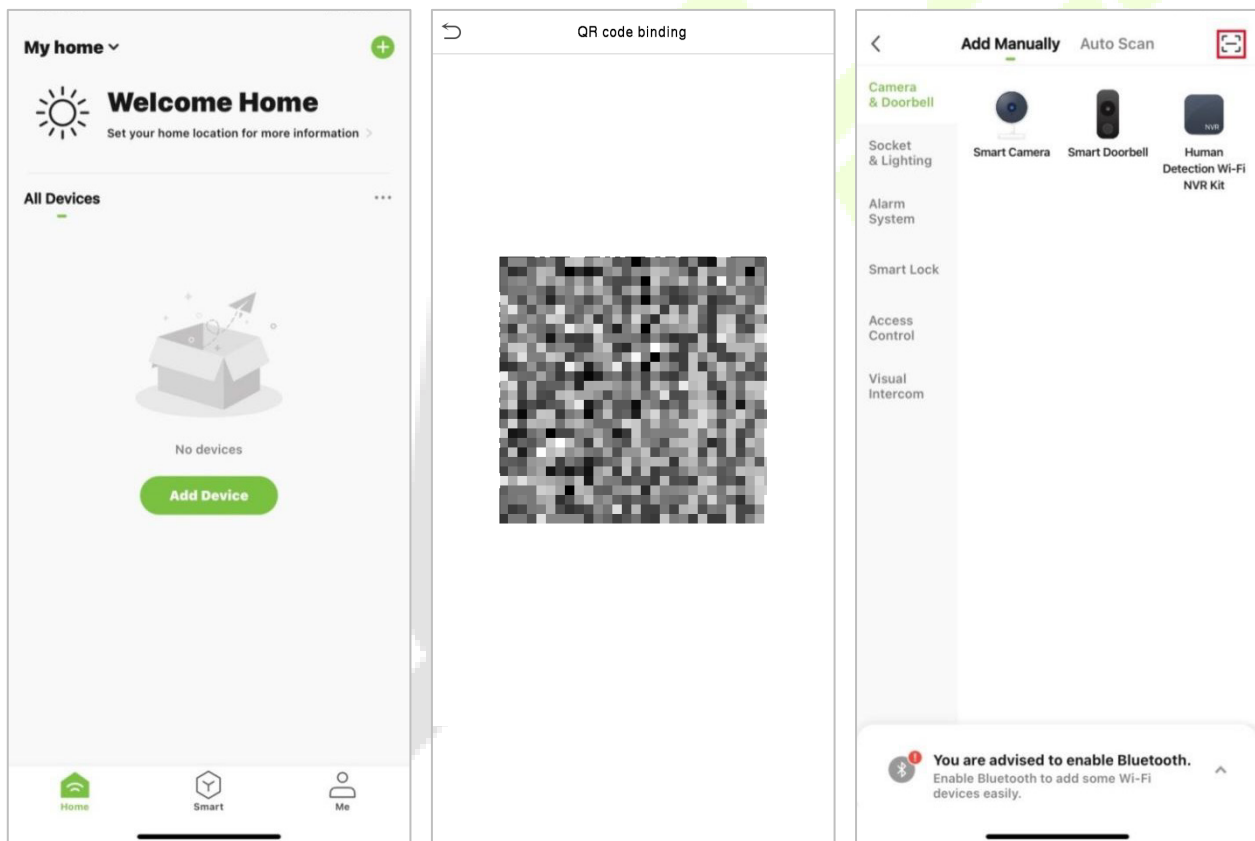 My home
Welcome Home
Set your home location for more information
All Devices
No devices
Add Device
Home
Smart
Me
QR code binding
Add Manually
Auto Scan
Camera
& Doorbell
Socket
& Lighting
Alarm
System
Smart Lock
Access
Control
Visual
Intercom
Smart Camera
Smart Doorbell
NVR
Human
Detection Wi-Fi
NVR Kit
You are advised to enable Bluetooth.
Enable Bluetooth to add some Wi-Fi
devices easily.